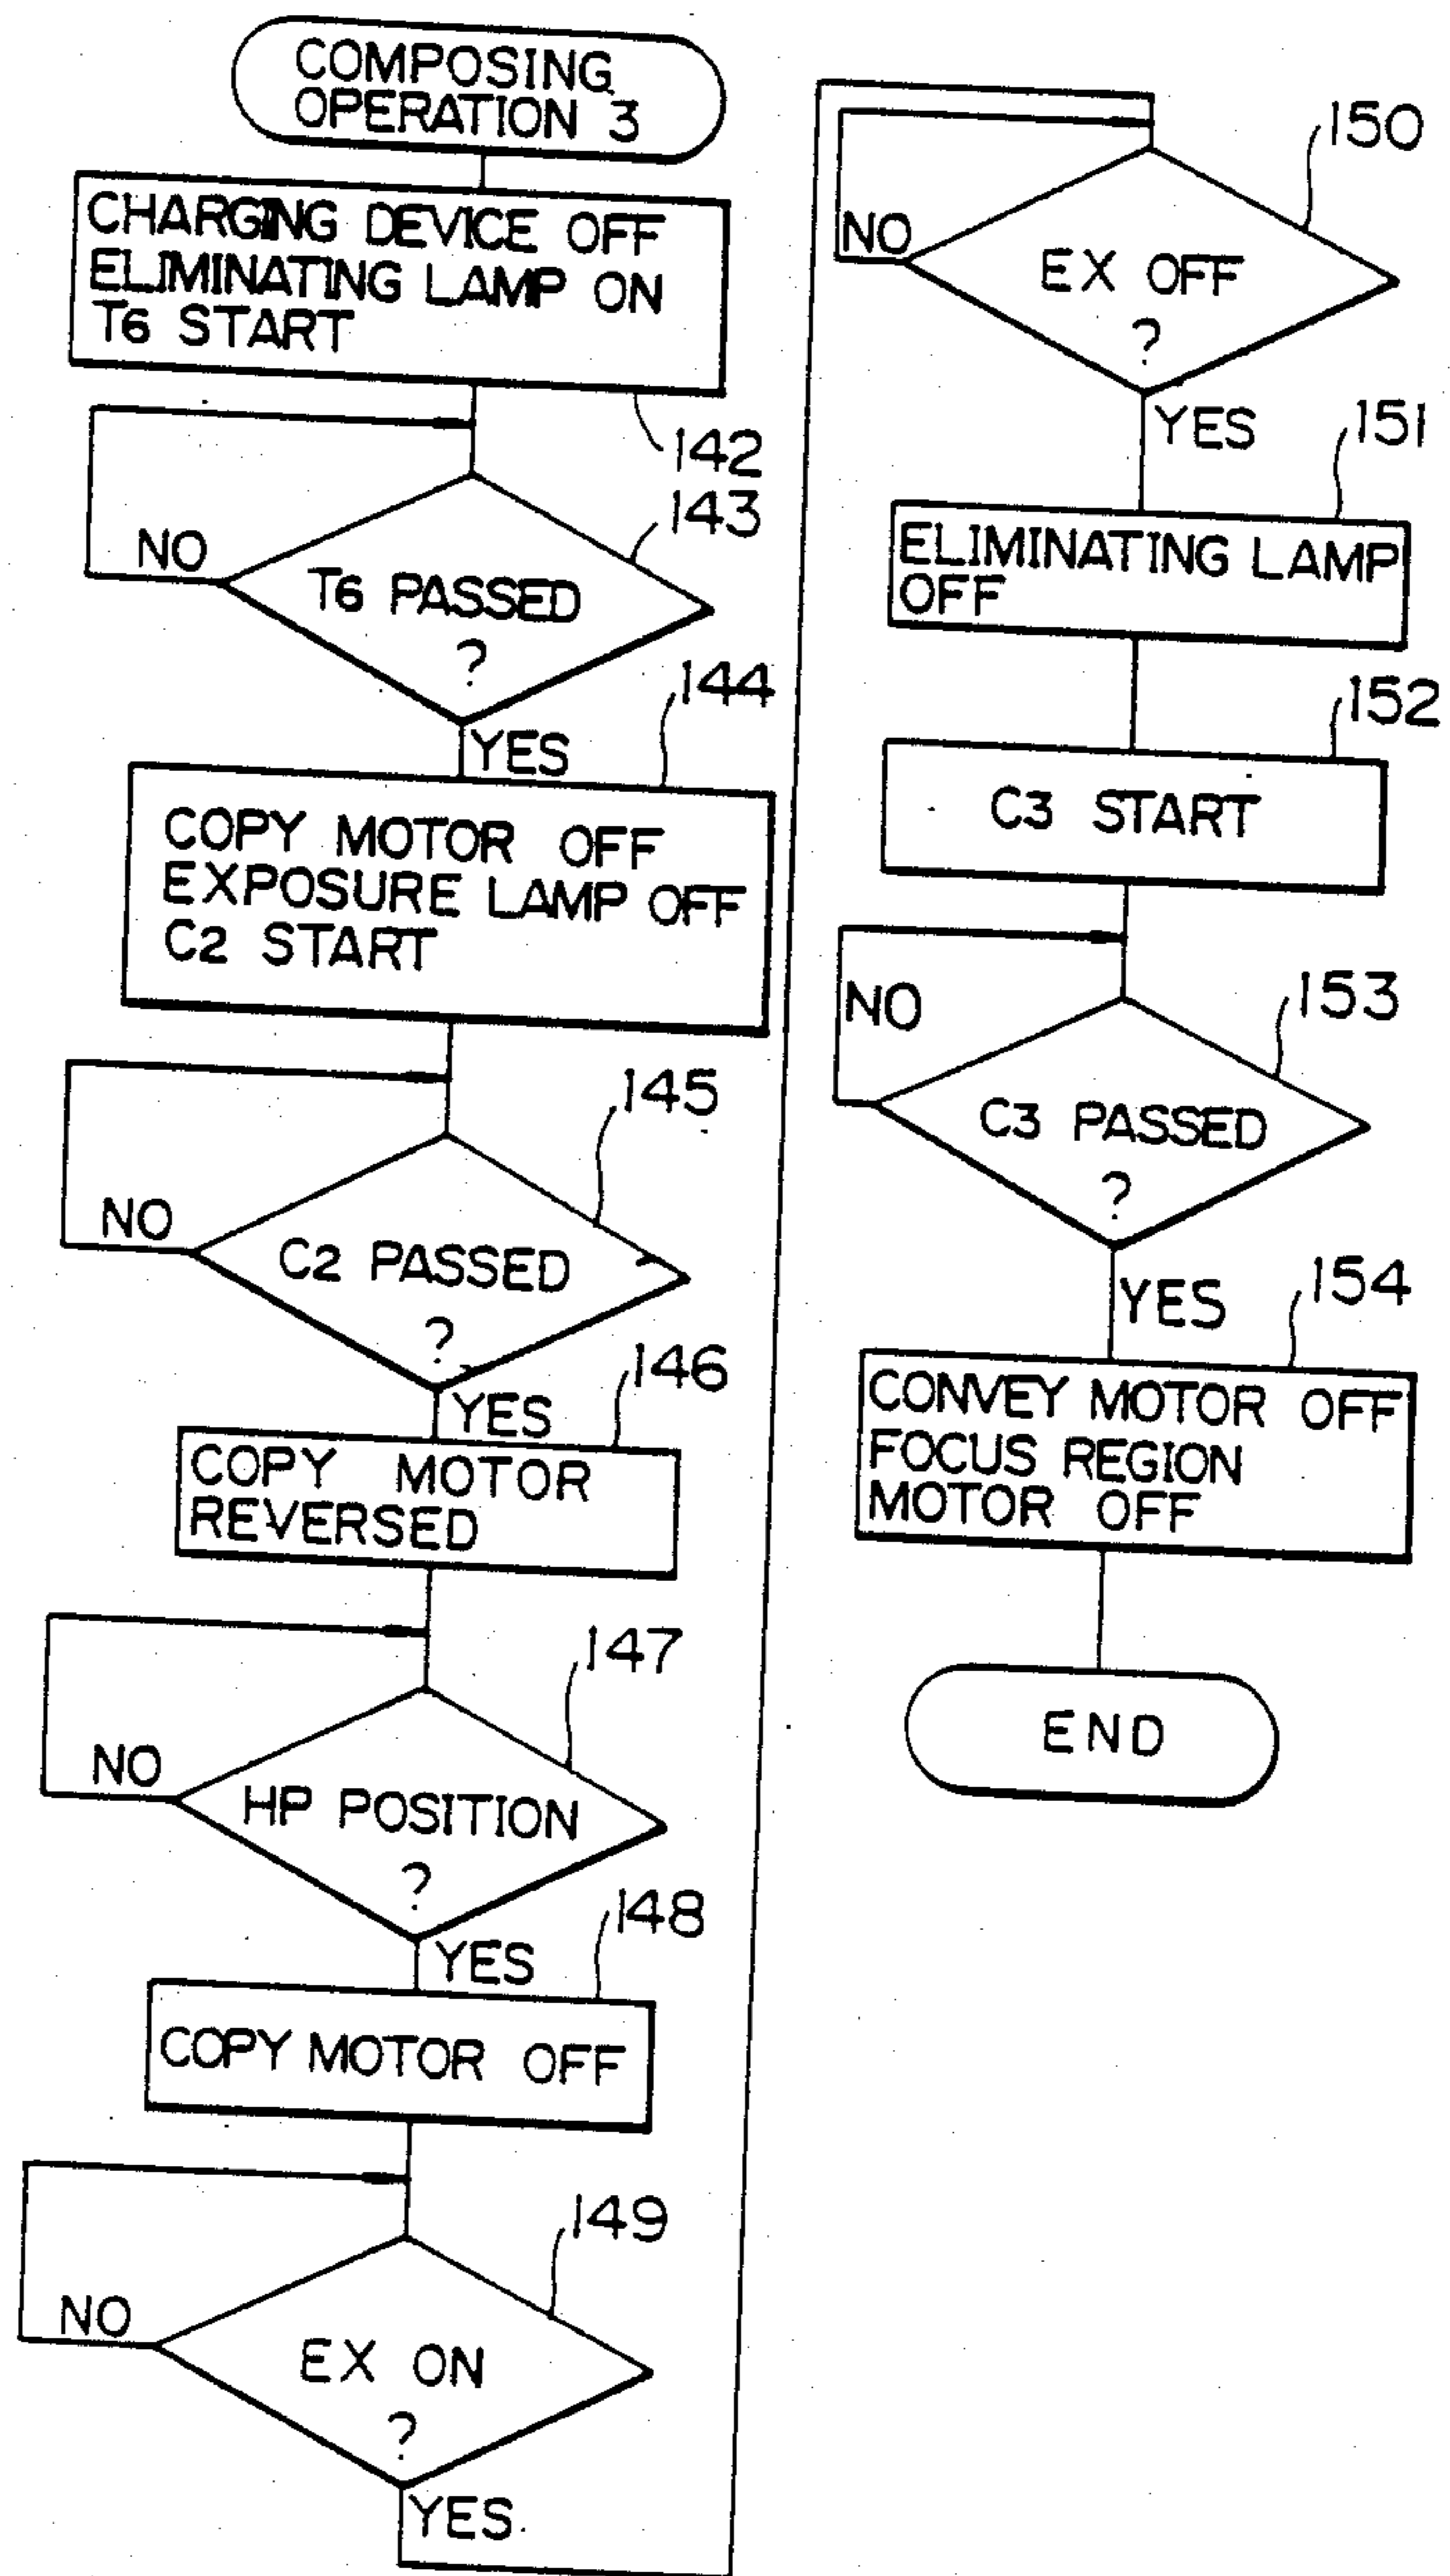 COMPOSING
OPERATION 3
CHARGING DEVICE OFF
ELIMINATING LAMP ON
T6 START
142
143
NO
T6 PASSED
?
144
YES
COPY MOTOR OFF
EXPOSURE LAMP OFF
C2 START
145
NO
C2 PASSED
?
146
YES
COPY MOTOR
REVERSED
147
NO
HP POSITION
?
148
YES
COPY MOTOR OFF
149
NO
EX ON
?
YES
150
NO
EX OFF
?
YES
151
ELIMINATING LAMP
OFF
152
C3 START
153
NO
C3 PASSED
?
154
YES
CONVEY MOTOR OFF
FOCUS REGION
MOTOR OFF
END